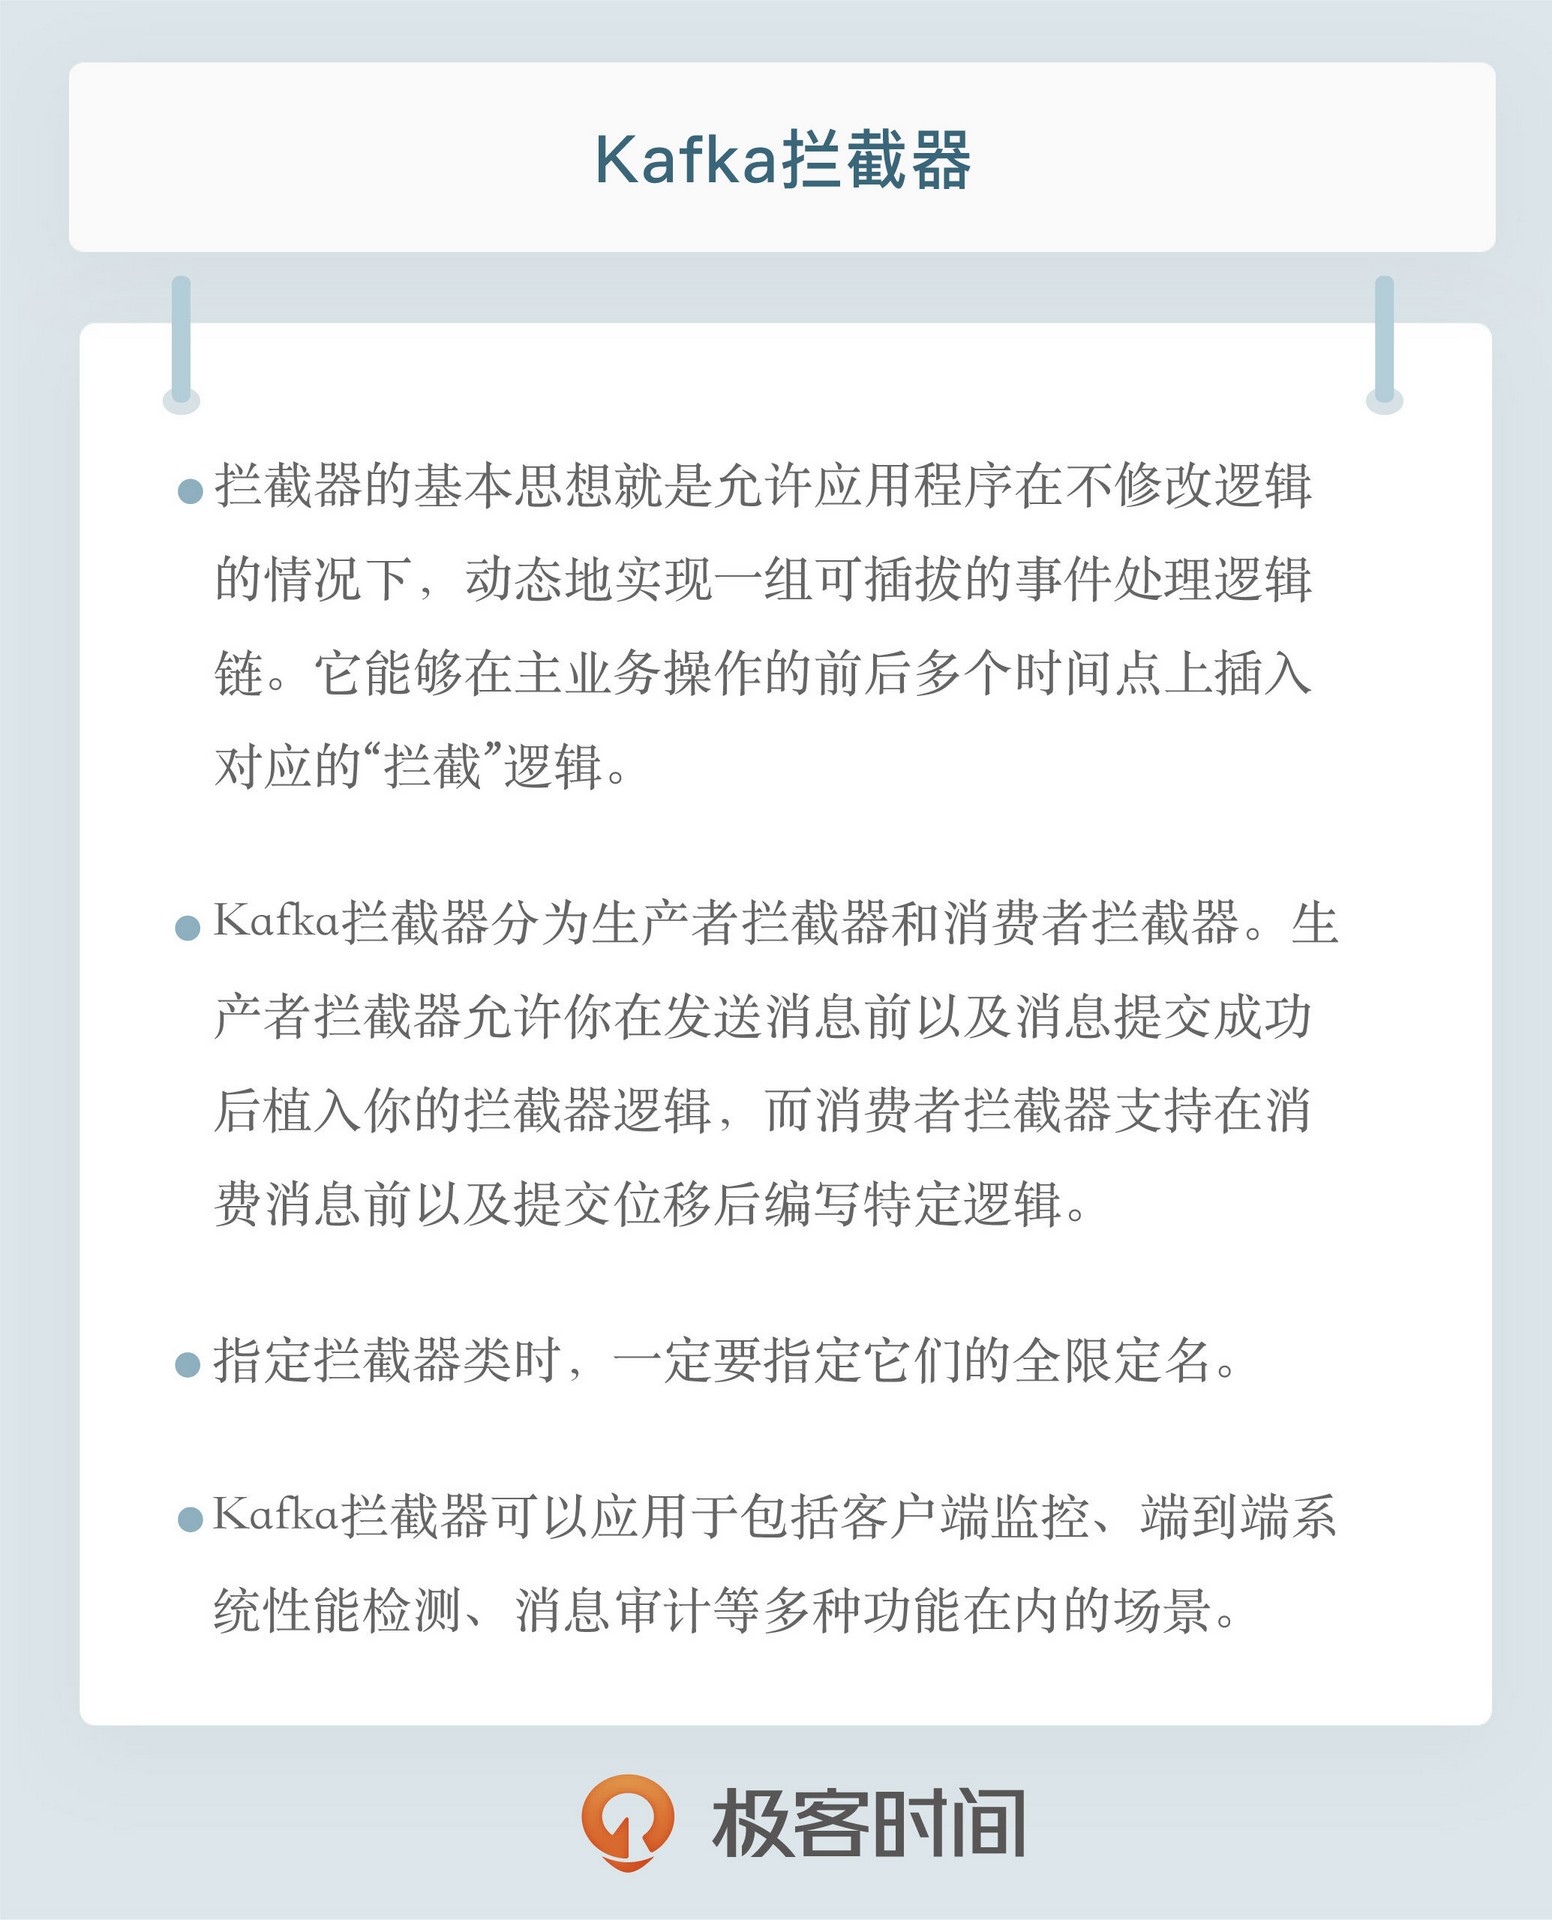 Kafka拦截器
拦截器的基本思想就是允许应用程序在不修改逻辑
的情况下，动态地实现一组可插拔的事件处理逻辑
链。它能够在主业务操作的前后多个时间点上插入
对应的“拦截”逻辑。
Kafka拦截器分为生产者拦截器和消费者拦截器。生
产者拦截器允许你在发送消息前以及消息提交成功
后植入你的拦截器逻辑，而消费者拦截器支持在消
费消息前以及提交位移后编写特定逻辑。
指定拦截器类时，一定要指定它们的全限定名。
Kafka拦截器可以应用于包括客户端监控、端到端系
统性能检测、消息审计等多种功能在内的场景。
极客时间